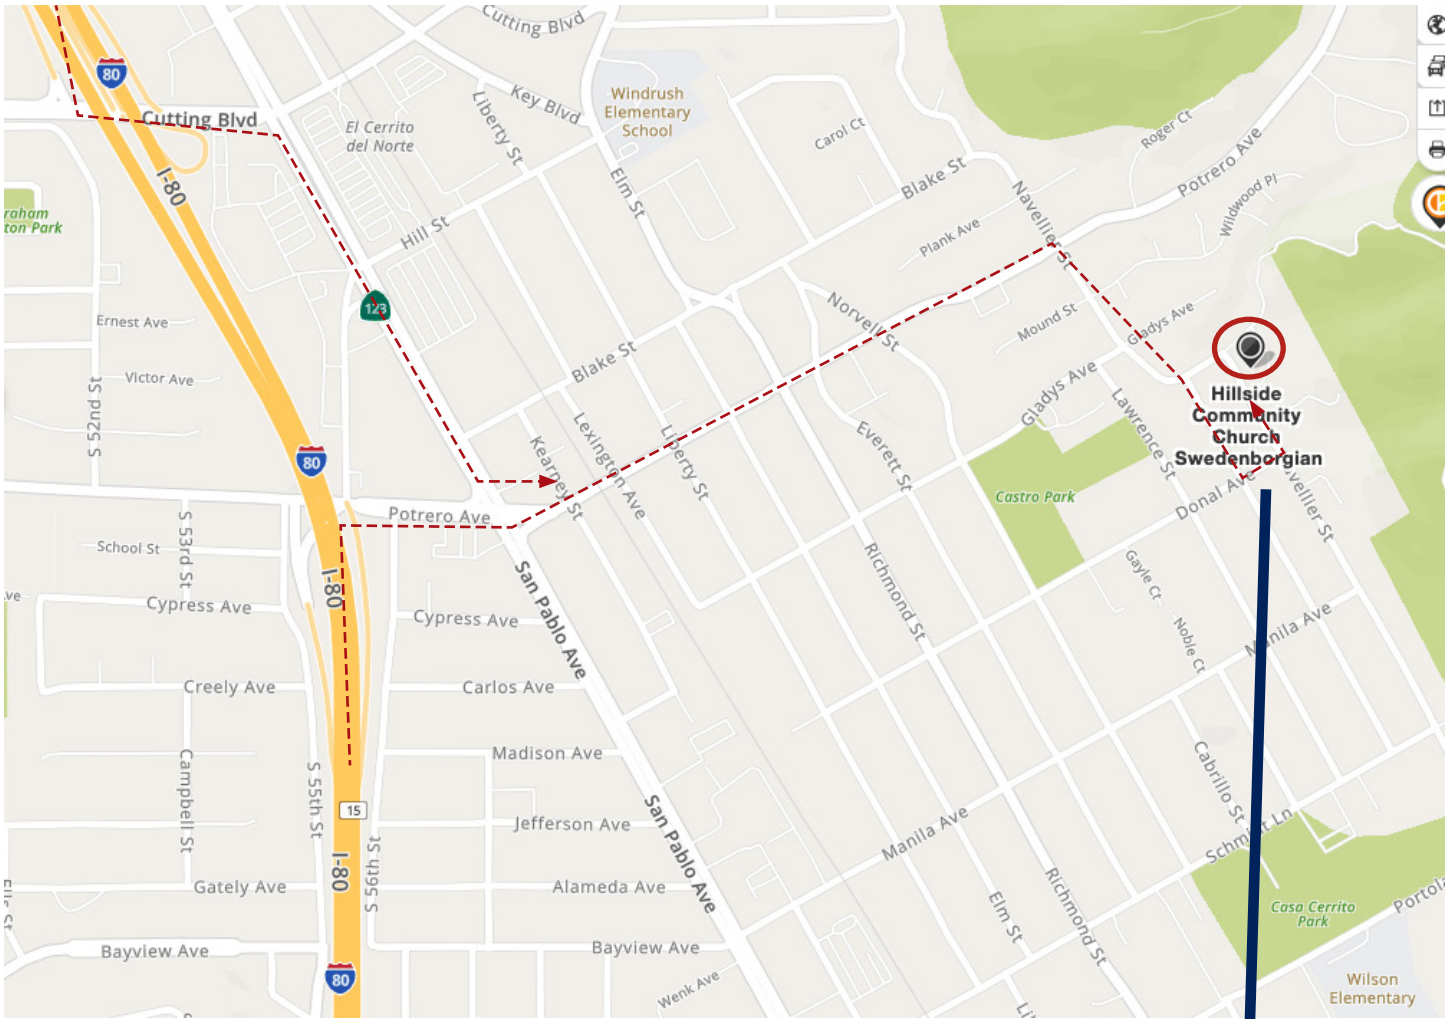 Cutting Blvd
80
Cutting Blvd
El Cerrito
del Norte
Windrush
Elementary
School
Key Blvd
Liberty St
Elm St
Carol Ct
Roger Ct
Potrero Ave
Blake St
Navellier St
Wildwood Pl
Plank Ave
I-80
raham
ton Park
Hill St
123
Ernest Ave
Victor Ave
S 52nd St
Norvell St
Mound St
Gladys Ave
Blake St
Gladys Ave
Hillside
Community
Church
Swedenborgian
Lawrence St
Kearney St
Lexington Ave
Liberty St
Everett St
80
Castro Park
Donal Ave
Navellier St
Potrero Ave
S 53rd St
School St
Cypress Ave
I-80
San Pablo Ave
Cypress Ave
Richmond St
Gayle Ct
Noble Ct
Manila Ave
Creely Ave
Carlos Ave
Madison Ave
Campbell St
S 55th St
15
Jefferson Ave
San Pablo Ave
Manila Ave
Cabrillo St
Schmidt Ln
I-80
S 56th St
Gately Ave
Alameda Ave
Elm St
Richmond St
Casa Cerrito
Park
Portola
Bayview Ave
Bayview Ave
80
Wenk Ave
Wilson
Elementary